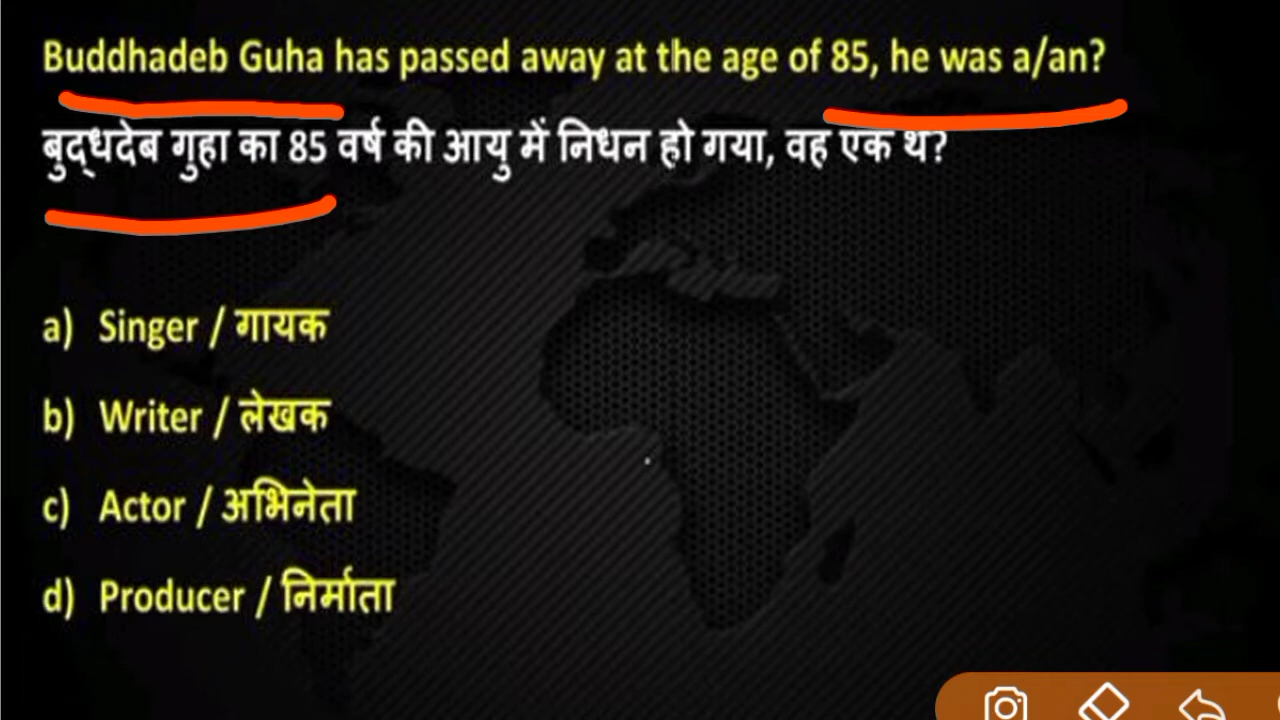 Buddhadeb Guha has passed away at the age of 85, he was a/an?
बुद्धदेब गुहा का 85 वर्ष की आयु में निधन हो गया, वह एक थ?
a) Singer / गायक
b) Writer / लेखक
c) Actor / अभिनेता
d) Producer / निर्माता